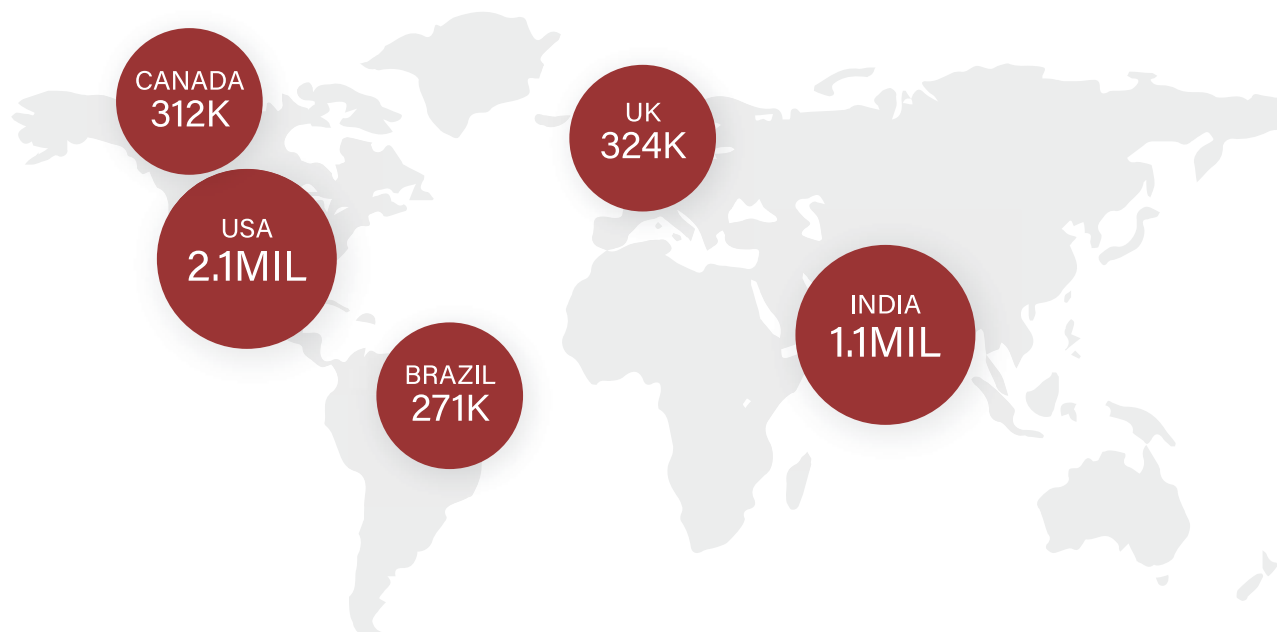 CANADA
312K
UK
324K
USA
2.1MIL
INDIA
1.1MIL
BRAZIL
271K